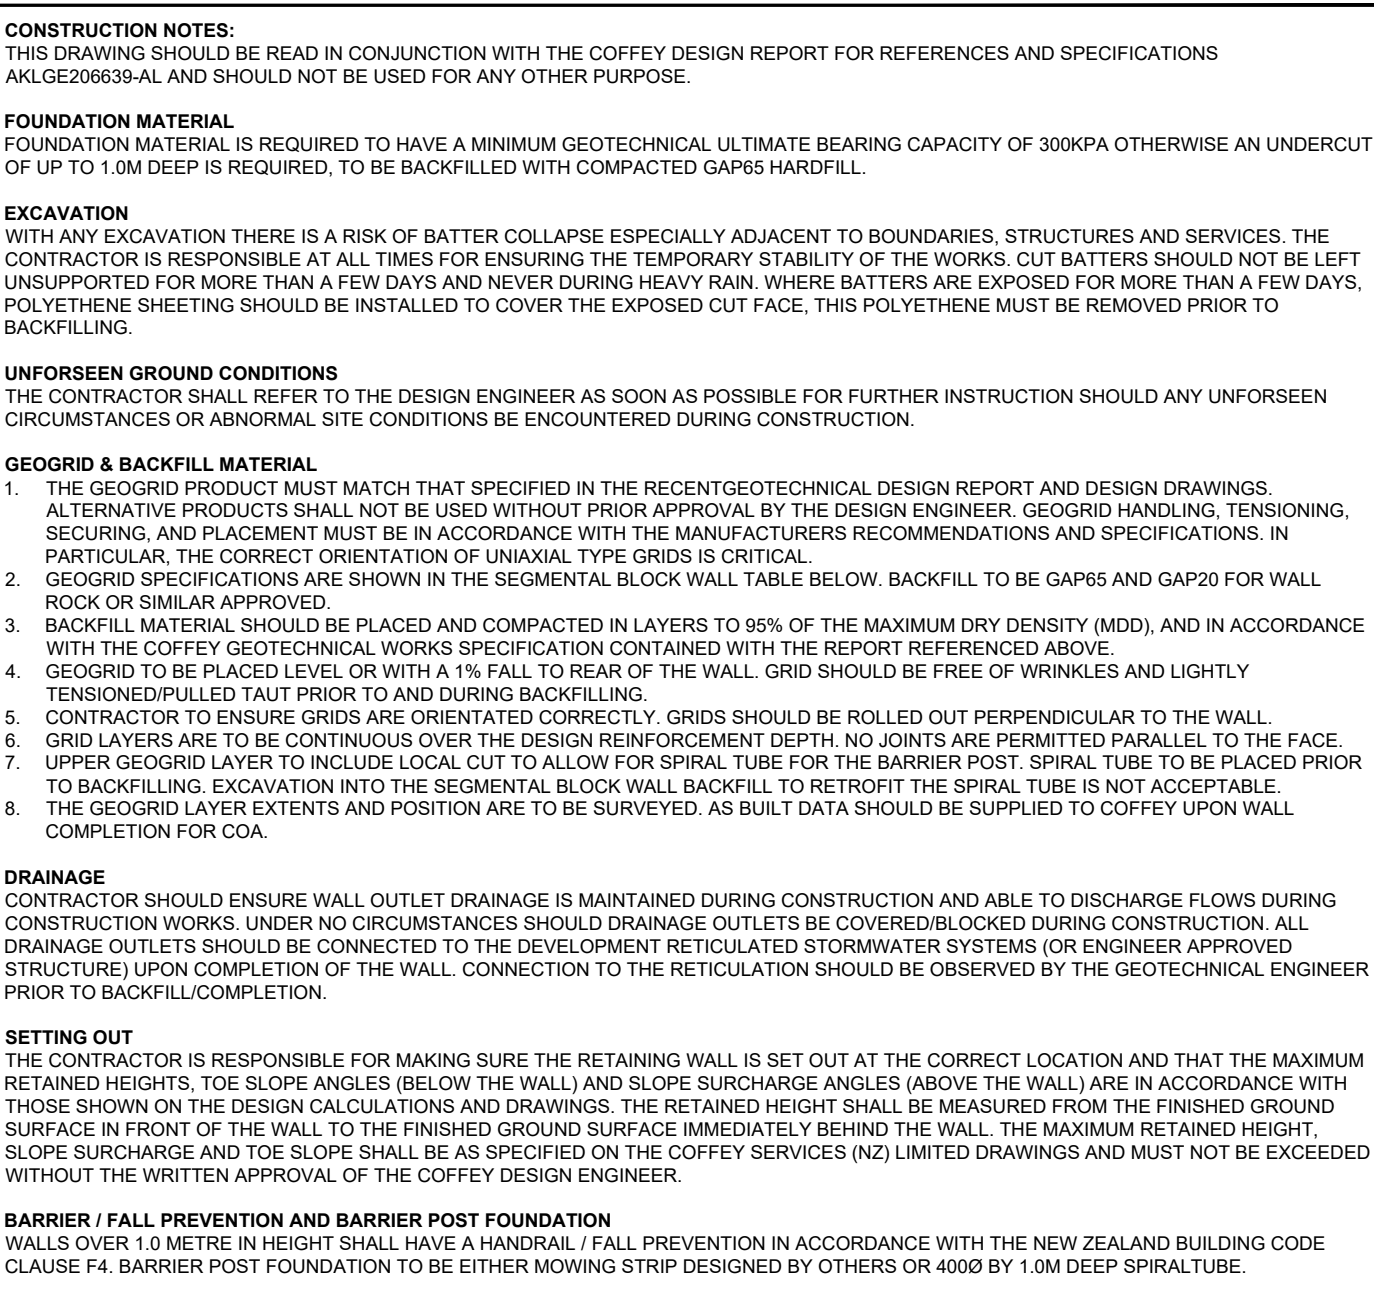 CONSTRUCTION NOTES:
THIS DRAWING SHOULD BE READ IN CONJUNCTION WITH THE COFFEY DESIGN REPORT FOR REFERENCES AND SPECIFICATIONS
AKLGE206639-AL AND SHOULD NOT BE USED FOR ANY OTHER PURPOSE.
FOUNDATION MATERIAL
FOUNDATION MATERIAL IS REQUIRED TO HAVE A MINIMUM GEOTECHNICAL ULTIMATE BEARING CAPACITY OF 300KPA OTHERWISE AN UNDERCUT
OF UP TO 1.0M DEEP IS REQUIRED, TO BE BACKFILLED WITH COMPACTED GAP65 HARDFILL.
EXCAVATION
WITH ANY EXCAVATION THERE IS A RISK OF BATTER COLLAPSE ESPECIALLY ADJACENT TO BOUNDARIES, STRUCTURES AND SERVICES. THE
CONTRACTOR IS RESPONSIBLE AT ALL TIMES FOR ENSURING THE TEMPORARY STABILITY OF THE WORKS. CUT BATTERS SHOULD NOT BE LEFT
UNSUPPORTED FOR MORE THAN A FEW DAYS AND NEVER DURING HEAVY RAIN. WHERE BATTERS ARE EXPOSED FOR MORE THAN A FEW DAYS,
POLYETHENE SHEETING SHOULD BE INSTALLED TO COVER THE EXPOSED CUT FACE, THIS POLYETHENE MUST BE REMOVED PRIOR TO
BACKFILLING.
UNFORSEEN GROUND CONDITIONS
THE CONTRACTOR SHALL REFER TO THE DESIGN ENGINEER AS SOON AS POSSIBLE FOR FURTHER INSTRUCTION SHOULD ANY UNFORSEEN
CIRCUMSTANCES OR ABNORMAL SITE CONDITIONS BE ENCOUNTERED DURING CONSTRUCTION.
GEOGRID & BACKFILL MATERIAL
1. THE GEOGRID PRODUCT MUST MATCH THAT SPECIFIED IN THE RECENTGEOTECHNICAL DESIGN REPORT AND DESIGN DRAWINGS.
ALTERNATIVE PRODUCTS SHALL NOT BE USED WITHOUT PRIOR APPROVAL BY THE DESIGN ENGINEER. GEOGRID HANDLING, TENSIONING,
SECURING, AND PLACEMENT MUST BE IN ACCORDANCE WITH THE MANUFACTURERS RECOMMENDATIONS AND SPECIFICATIONS. IN
PARTICULAR, THE CORRECT ORIENTATION OF UNIAXIAL TYPE GRIDS IS CRITICAL.
2. GEOGRID SPECIFICATIONS ARE SHOWN IN THE SEGMENTAL BLOCK WALL TABLE BELOW. BACKFILL TO BE GAP65 AND GAP20 FOR WALL
ROCK OR SIMILAR APPROVED.
3. BACKFILL MATERIAL SHOULD BE PLACED AND COMPACTED IN LAYERS TO 95% OF THE MAXIMUM DRY DENSITY (MDD), AND IN ACCORDANCE
WITH THE COFFEY GEOTECHNICAL WORKS SPECIFICATION CONTAINED WITH THE REPORT REFERENCED ABOVE.
4. GEOGRID TO BE PLACED LEVEL OR WITH A 1% FALL TO REAR OF THE WALL. GRID SHOULD BE FREE OF WRINKLES AND LIGHTLY
TENSIONED/PULLED TAUT PRIOR TO AND DURING BACKFILLING.
5. CONTRACTOR TO ENSURE GRIDS ARE ORIENTATED CORRECTLY. GRIDS SHOULD BE ROLLED OUT PERPENDICULAR TO THE WALL.
6. GRID LAYERS ARE TO BE CONTINUOUS OVER THE DESIGN REINFORCEMENT DEPTH. NO JOINTS ARE PERMITTED PARALLEL TO THE FACE.
7. UPPER GEOGRID LAYER TO INCLUDE LOCAL CUT TO ALLOW FOR SPIRAL TUBE FOR THE BARRIER POST. SPIRAL TUBE TO BE PLACED PRIOR
TO BACKFILLING. EXCAVATION INTO THE SEGMENTAL BLOCK WALL BACKFILL TO RETROFIT THE SPIRAL TUBE IS NOT ACCEPTABLE.
8. THE GEOGRID LAYER EXTENTS AND POSITION ARE TO BE SURVEYED. AS BUILT DATA SHOULD BE SUPPLIED TO COFFEY UPON WALL
COMPLETION FOR COA.
DRAINAGE
CONTRACTOR SHOULD ENSURE WALL OUTLET DRAINAGE IS MAINTAINED DURING CONSTRUCTION AND ABLE TO DISCHARGE FLOWS DURING
CONSTRUCTION WORKS. UNDER NO CIRCUMSTANCES SHOULD DRAINAGE OUTLETS BE COVERED/BLOCKED DURING CONSTRUCTION. ALL
DRAINAGE OUTLETS SHOULD BE CONNECTED TO THE DEVELOPMENT RETICULATED STORMWATER SYSTEMS (OR ENGINEER APPROVED
STRUCTURE) UPON COMPLETION OF THE WALL. CONNECTION TO THE RETICULATION SHOULD BE OBSERVED BY THE GEOTECHNICAL ENGINEER
PRIOR TO BACKFILL/COMPLETION.
SETTING OUT
THE CONTRACTOR IS RESPONSIBLE FOR MAKING SURE THE RETAINING WALL IS SET OUT AT THE CORRECT LOCATION AND THAT THE MAXIMUM
RETAINED HEIGHTS, TOE SLOPE ANGLES (BELOW THE WALL) AND SLOPE SURCHARGE ANGLES (ABOVE THE WALL) ARE IN ACCORDANCE WITH
THOSE SHOWN ON THE DESIGN CALCULATIONS AND DRAWINGS. THE RETAINED HEIGHT SHALL BE MEASURED FROM THE FINISHED GROUND
SURFACE IN FRONT OF THE WALL TO THE FINISHED GROUND SURFACE IMMEDIATELY BEHIND THE WALL. THE MAXIMUM RETAINED HEIGHT,
SLOPE SURCHARGE AND TOE SLOPE SHALL BE AS SPECIFIED ON THE COFFEY SERVICES (NZ) LIMITED DRAWINGS AND MUST NOT BE EXCEEDED
WITHOUT THE WRITTEN APPROVAL OF THE COFFEY DESIGN ENGINEER.
BARRIER / FALL PREVENTION AND BARRIER POST FOUNDATION
WALLS OVER 1.0 METRE IN HEIGHT SHALL HAVE A HANDRAIL / FALL PREVENTION IN ACCORDANCE WITH THE NEW ZEALAND BUILDING CODE
CLAUSE F4. BARRIER POST FOUNDATION TO BE EITHER MOWING STRIP DESIGNED BY OTHERS OR 400Ø BY 1.0M DEEP SPIRALTUBE.